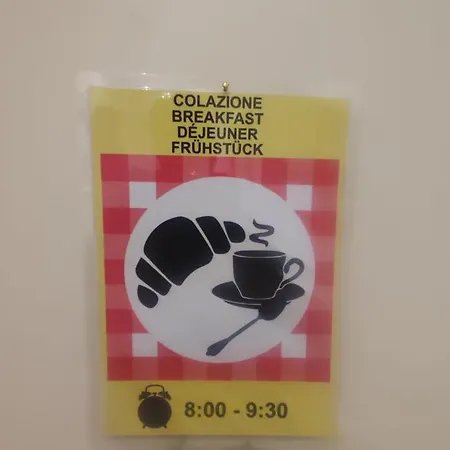 COLAZIONE
BREAKFAST
DÉJEUNER
FRÜHSTÜCK
8:00 - 9:30